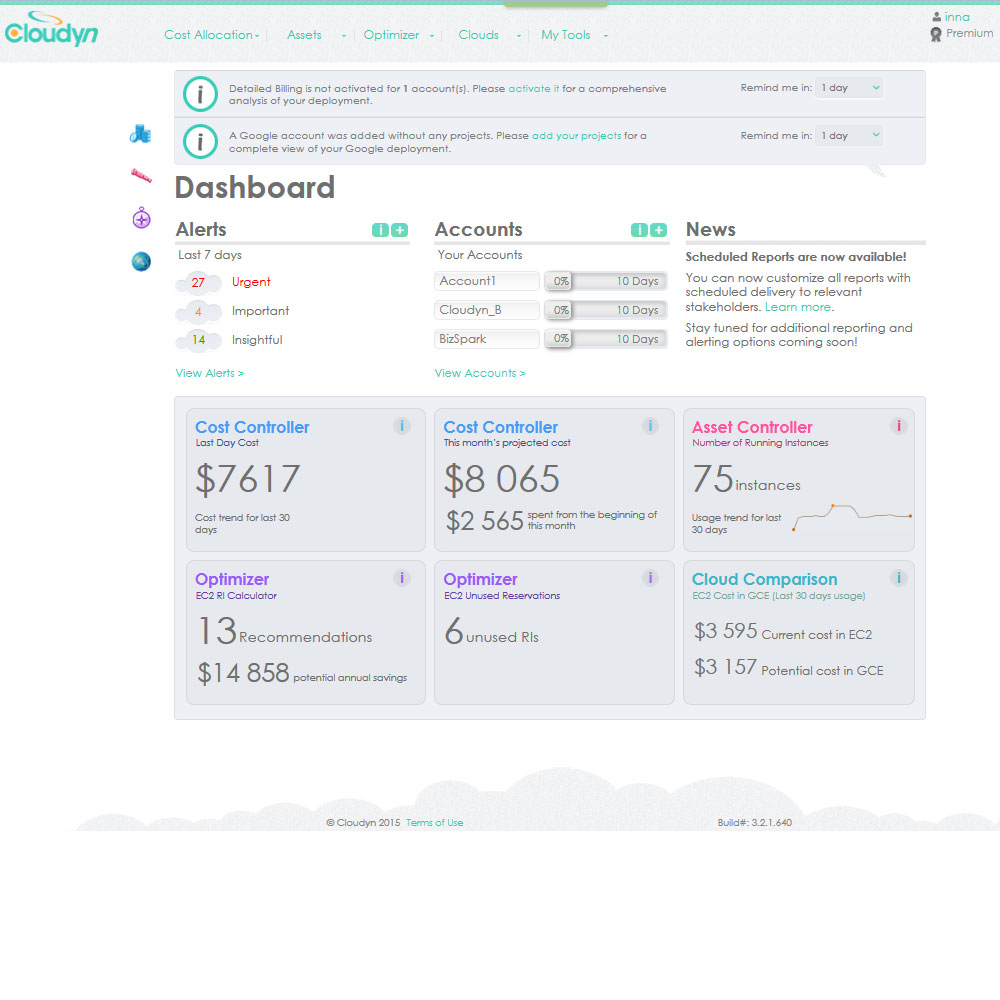 Cloudyn
Cost Allocation
Assets
Optimizer
Clouds
My Tools
inna
Premium
i
Detailed Billing is not activated for 1 account(s). Please activate it for a comprehensive
analysis of your deployment.
Remind me in: 1 day
i
A Google account was added without any projects. Please add your projects for a
complete view of your Google deployment.
Remind me in: 1 day
Dashboard
Alerts i +
Last 7 days
27 Urgent
4 Important
14 Insightful
View Alerts >
Accounts i +
Your Accounts
Account1 0% 10 Days
Cloudyn_B 0% 10 Days
BizSpark 0% 10 Days
View Accounts >
News
Scheduled Reports are now available!
You can now customize all reports with
scheduled delivery to relevant
stakeholders. Learn more.
Stay tuned for additional reporting and
alerting options coming soon!
Cost Controller i
Last Day Cost
$7617
Cost trend for last 30
days
Cost Controller i
This month's projected cost
$8 065
$2 565 spent from the beginning of
this month
Asset Controller i
Number of Running Instances
75 instances
Usage trend for last
30 days
Optimizer i
EC2 RI Calculator
13 Recommendations
$14 858 potential annual savings
Optimizer i
EC2 Unused Reservations
6 unused RIs
Cloud Comparison i
EC2 Cost in GCE (Last 30 days usage)
$3 595 Current cost in EC2
$3 157 Potential cost in GCE
© Cloudyn 2015 Terms of Use
Build#: 3.2.1.640